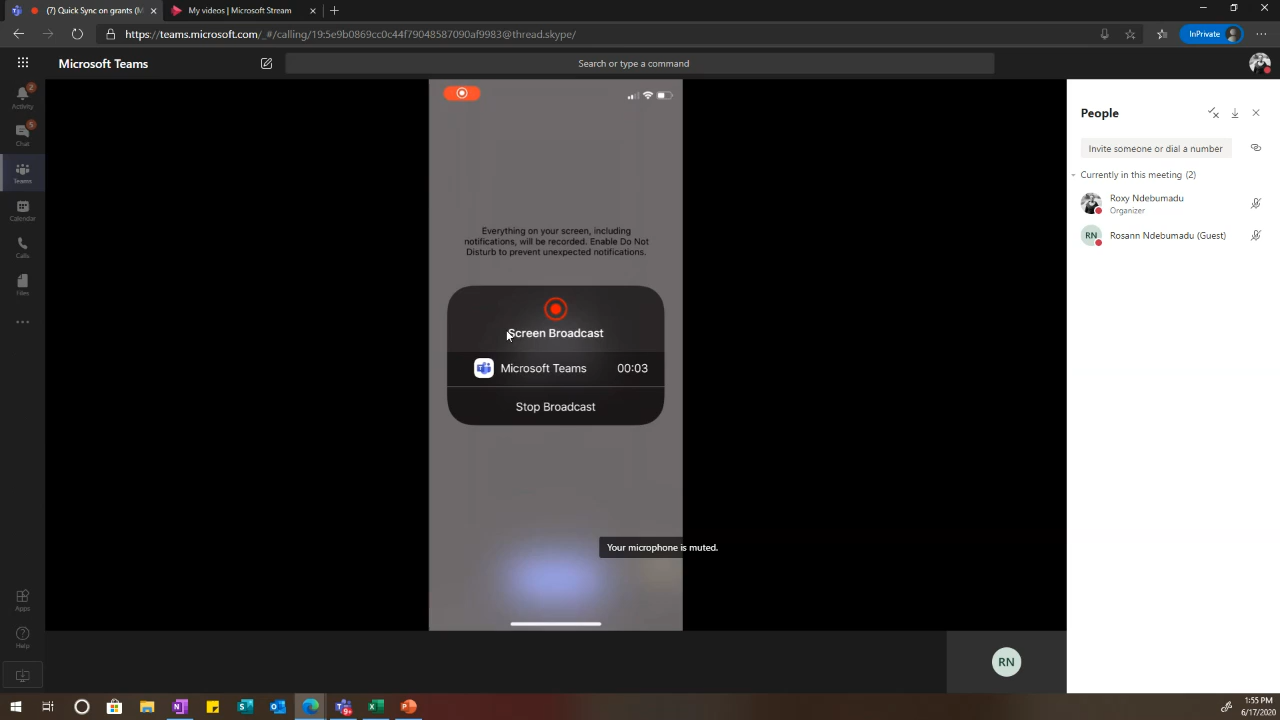 (7) Quick Sync on grants (M
My videos | Microsoft Stream
https://teams.microsoft.com/_#/calling/19:5e9b0869cc0c44f79048587090af9983@thread.skype/
InPrivate
Microsoft Teams
Search or type a command
2
Activity
5
Chat
Teams
Calendar
Calls
Files
Apps
Help
Everything on your screen, including
notifications, will be recorded. Enable Do Not
Disturb to prevent unexpected notifications.
Screen Broadcast
Microsoft Teams 00:03
Stop Broadcast
Your microphone is muted.
RN
People
Invite someone or dial a number
Currently in this meeting (2)
Roxy Ndebumadu
Organizer
RN
Rosann Ndebumadu (Guest)
1:55 PM
6/17/2020